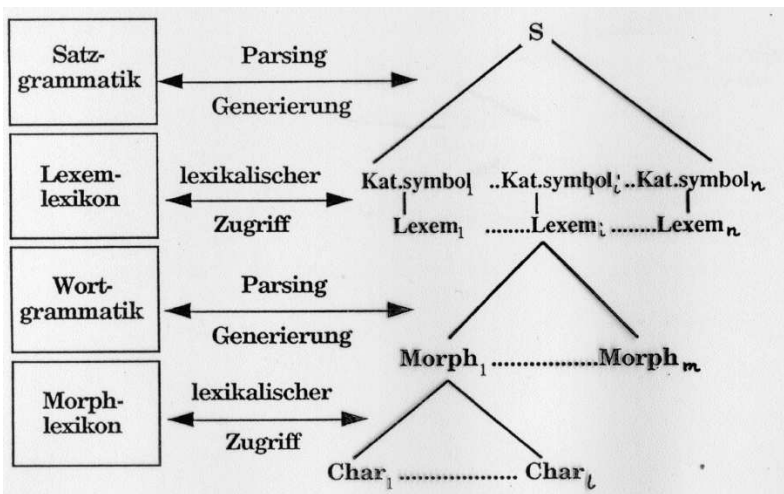 S
Satz-
grammatik
Parsing
Generierung
Lexem-
lexikon
lexikalischer
Zugriff
Kat.symbol₁ ..Kat.symbolᵢ ..Kat.symbolₙ
Lexem₁ ........Lexemᵢ .......Lexemₙ
Wort-
grammatik
Parsing
Generierung
Morph₁ ................Morphₘ
Morph-
lexikon
lexikalischer
Zugriff
Char₁ .................. Charₗ